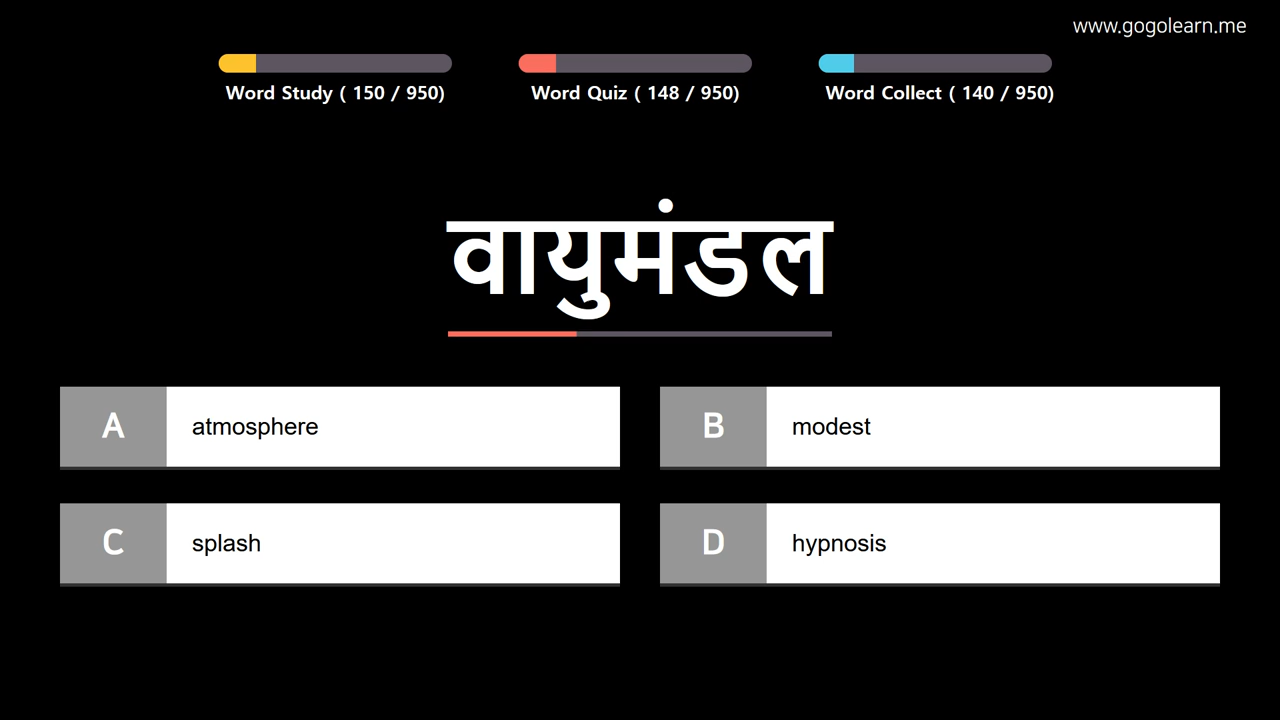 www.gogolearn.me
Word Study ( 150 / 950)
Word Quiz ( 148 / 950)
Word Collect ( 140 / 950)
वायुमंडल
A atmosphere
B modest
C splash
D hypnosis